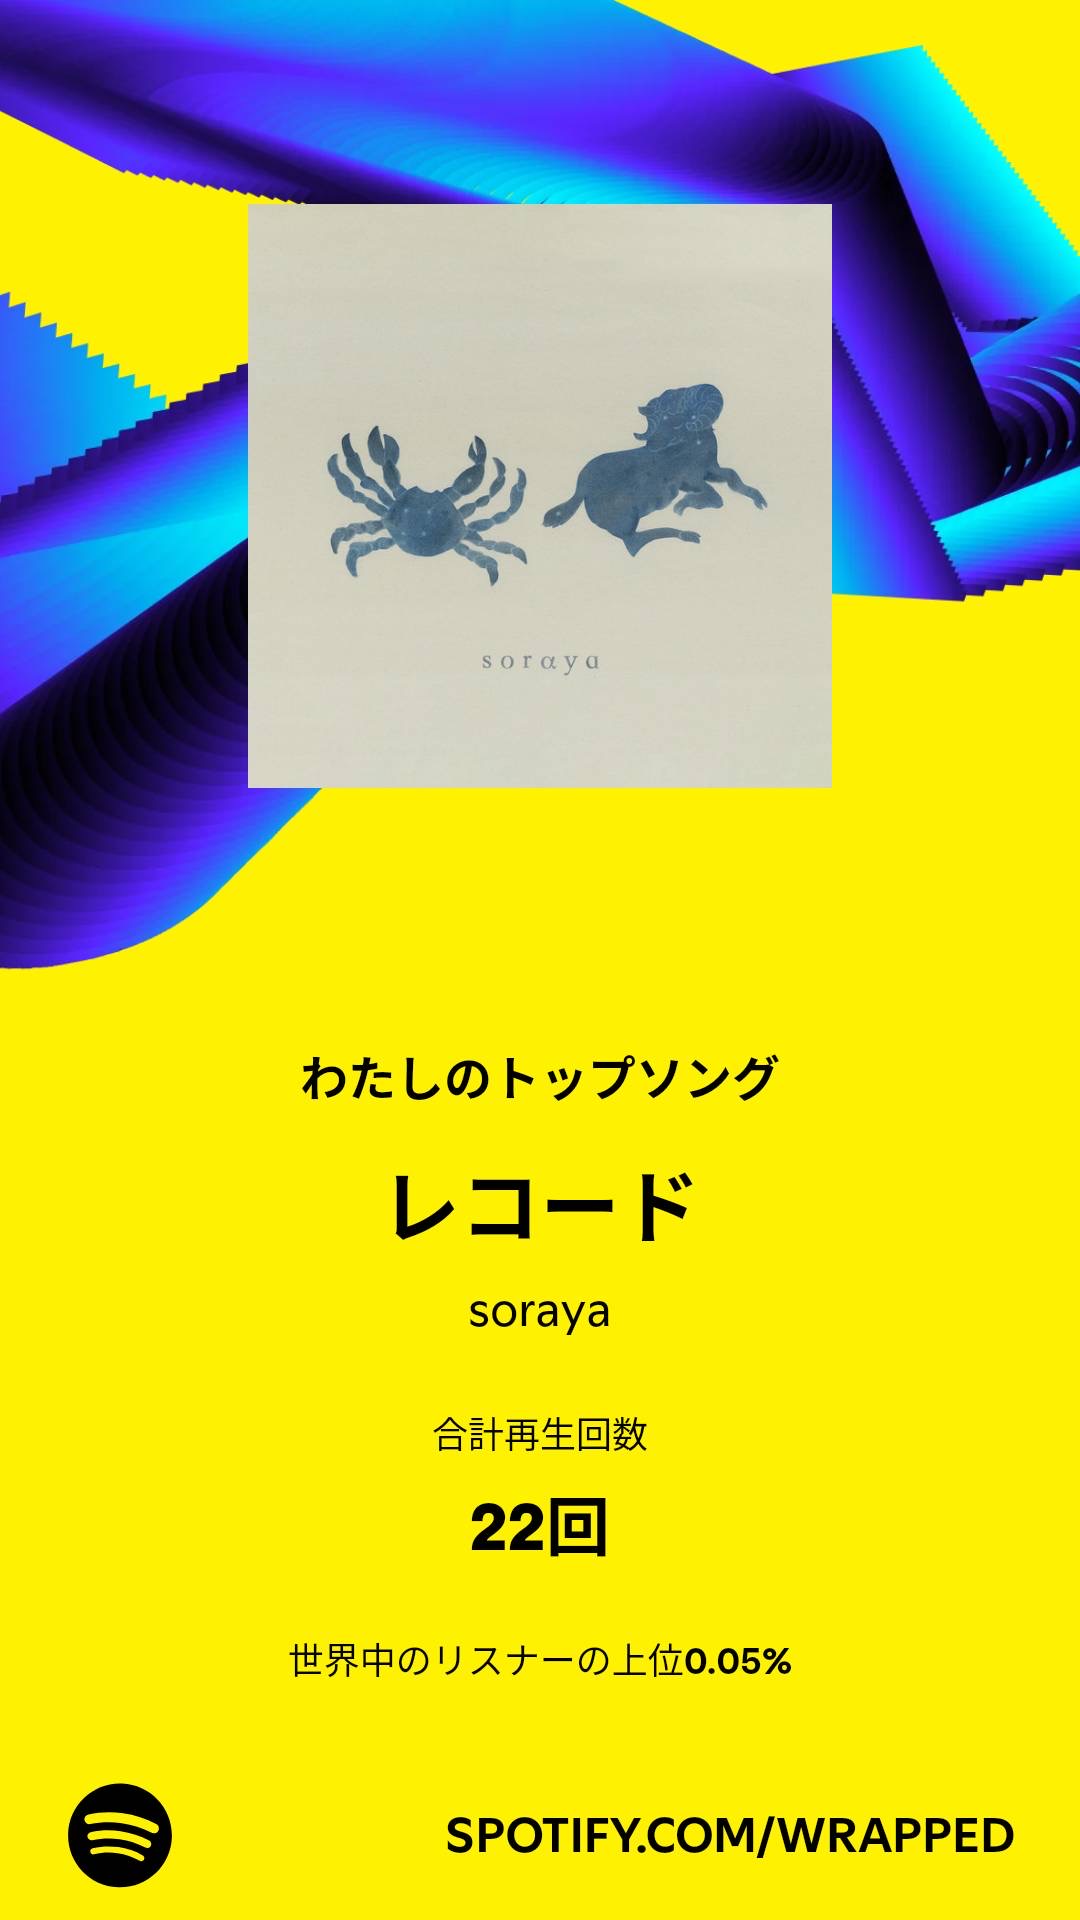 soraya
わたしのトップソング
レコード
soraya
合計再生回数
22回
世界中のリスナーの上位0.05%
SPOTIFY.COM/WRAPPED